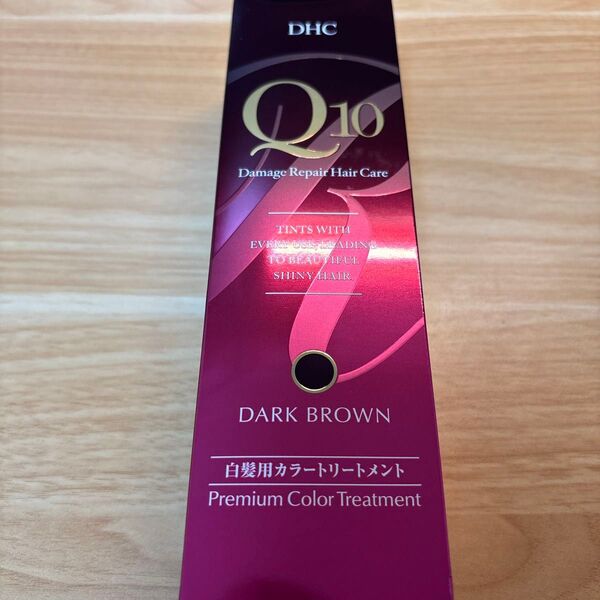 DHC
Q10
Damage Repair Hair Care
TINTS WITH
EVERY USE LEADING
TO BEAUTIFUL
SHINY HAIR.
DARK BROWN
白髪用カラートリートメント
Premium Color Treatment